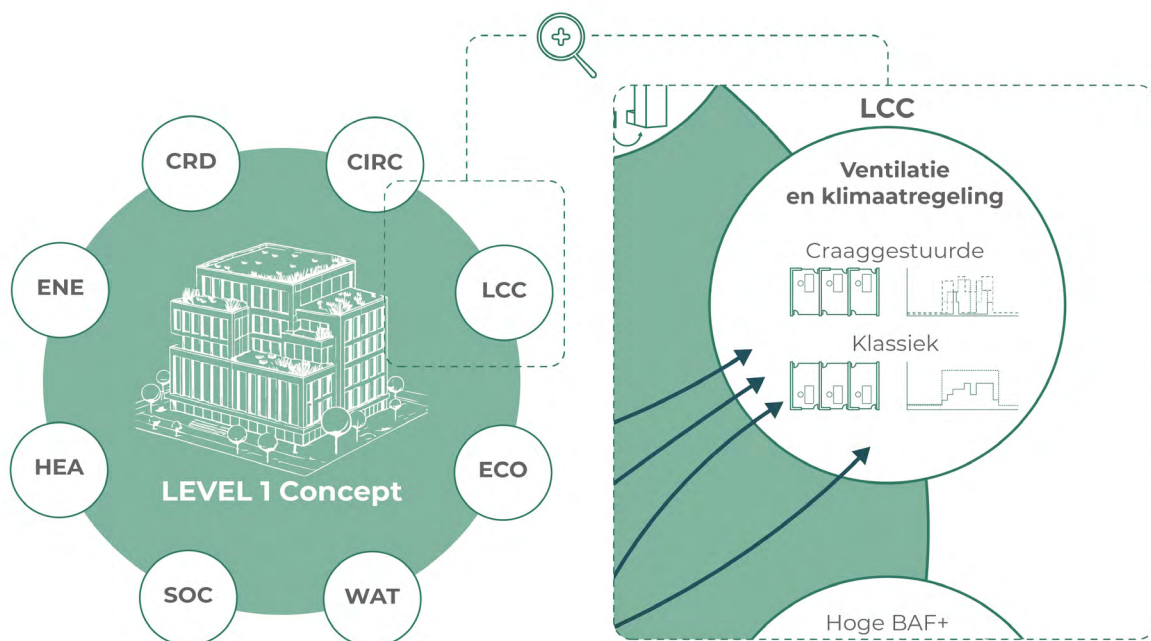 CRD
CIRC
ENE
LCC
HEA
ECO
SOC
WAT
LEVEL 1 Concept
LCC
Ventilatie
en klimaatregeling
Craaggestuurde
Klassiek
Hoge BAF+